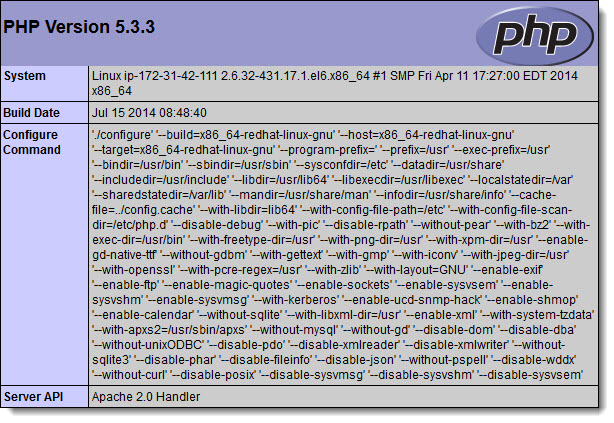 PHP Version 5.3.3
php
System
Linux ip-172-31-42-111 2.6.32-431.17.1.el6.x86_64 #1 SMP Fri Apr 11 17:27:00 EDT 2014
x86_64
Build Date
Jul 15 2014 08:48:40
Configure
Command
'./configure' '--build=x86_64-redhat-linux-gnu' '--host=x86_64-redhat-linux-gnu'
'--target=x86_64-redhat-linux-gnu' '--program-prefix=' '--prefix=/usr' '--exec-prefix=/usr'
'--bindir=/usr/bin' '--sbindir=/usr/sbin' '--sysconfdir=/etc' '--datadir=/usr/share'
'--includedir=/usr/include' '--libdir=/usr/lib64' '--libexecdir=/usr/libexec' '--localstatedir=/var'
'--sharedstatedir=/var/lib' '--mandir=/usr/share/man' '--infodir=/usr/share/info' '--cache-
file=../config.cache' '--with-libdir=lib64' '--with-config-file-path=/etc' '--with-config-file-scan-
dir=/etc/php.d' '--disable-debug' '--with-pic' '--disable-rpath' '--without-pear' '--with-bz2' '--with-
exec-dir=/usr/bin' '--with-freetype-dir=/usr' '--with-png-dir=/usr' '--with-xpm-dir=/usr' '--enable-
gd-native-ttf' '--without-gdbm' '--with-gettext' '--with-gmp' '--with-iconv' '--with-jpeg-dir=/usr'
'--with-openssl' '--with-pcre-regex=/usr' '--with-zlib' '--with-layout=GNU' '--enable-exif'
'--enable-ftp' '--enable-magic-quotes' '--enable-sockets' '--enable-sysvsem' '--enable-
sysvshm' '--enable-sysvmsg' '--with-kerberos' '--enable-ucd-snmp-hack' '--enable-shmop'
'--enable-calendar' '--without-sqlite' '--with-libxml-dir=/usr' '--enable-xml' '--with-system-tzdata'
'--with-apxs2=/usr/sbin/apxs' '--without-mysql' '--without-gd' '--disable-dom' '--disable-dba'
'--without-unixODBC' '--disable-pdo' '--disable-xmlreader' '--disable-xmlwriter' '--without-
sqlite3' '--disable-phar' '--disable-fileinfo' '--disable-json' '--without-pspell' '--disable-wddx'
'--without-curl' '--disable-posix' '--disable-sysvmsg' '--disable-sysvshm' '--disable-sysvsem'
Server API
Apache 2.0 Handler